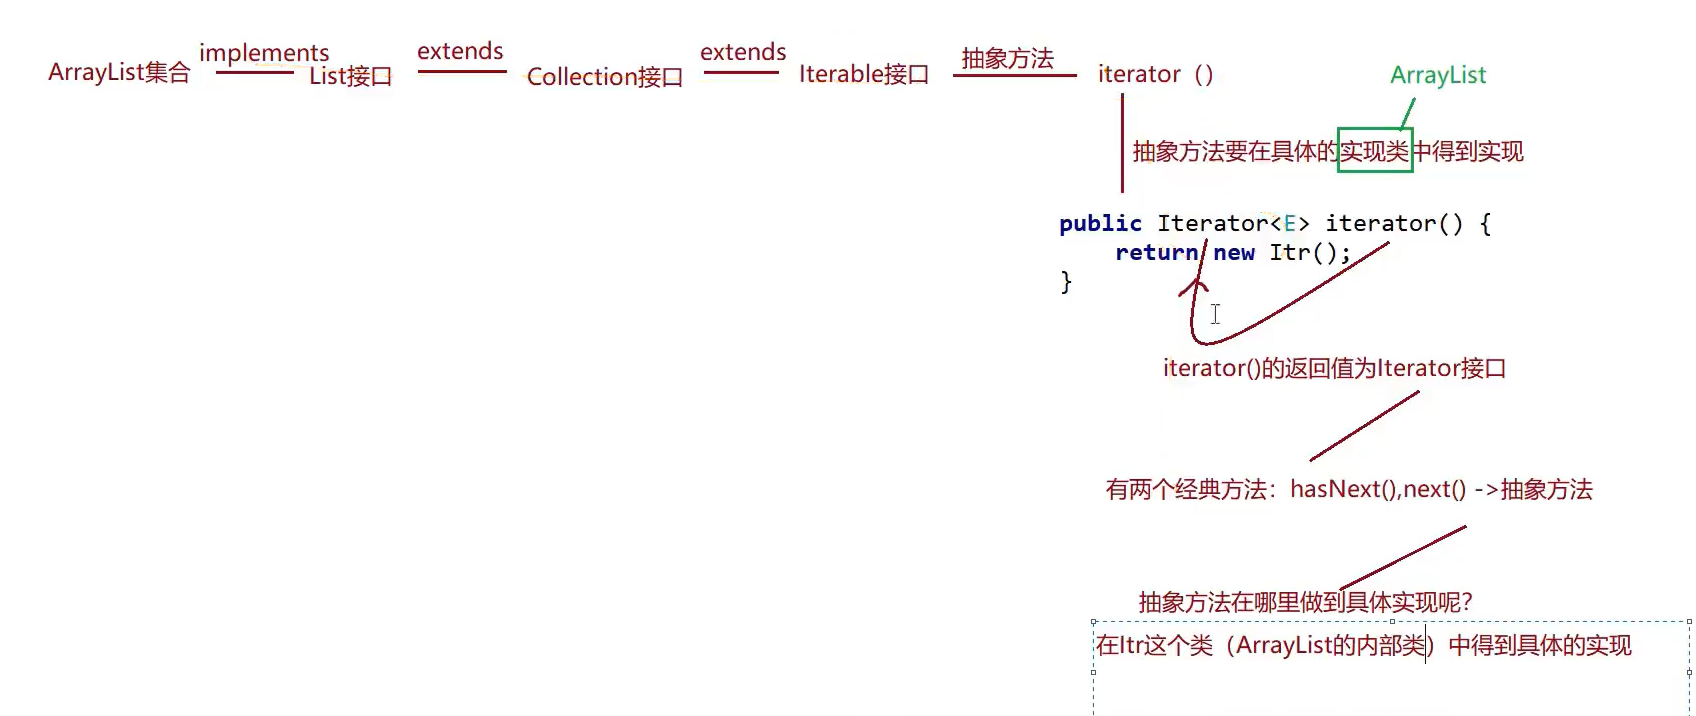 ArrayList集合 implements List接口 extends Collection接口 extends Iterable接口 抽象方法 iterator（）
ArrayList
抽象方法要在具体的实现类中得到实现
public Iterator<E> iterator() {
return new Itr();
}
iterator()的返回值为Iterator接口
有两个经典方法：hasNext(),next() ->抽象方法
抽象方法在哪里做到具体实现呢？
在Itr这个类（ArrayList的内部类）中得到具体的实现